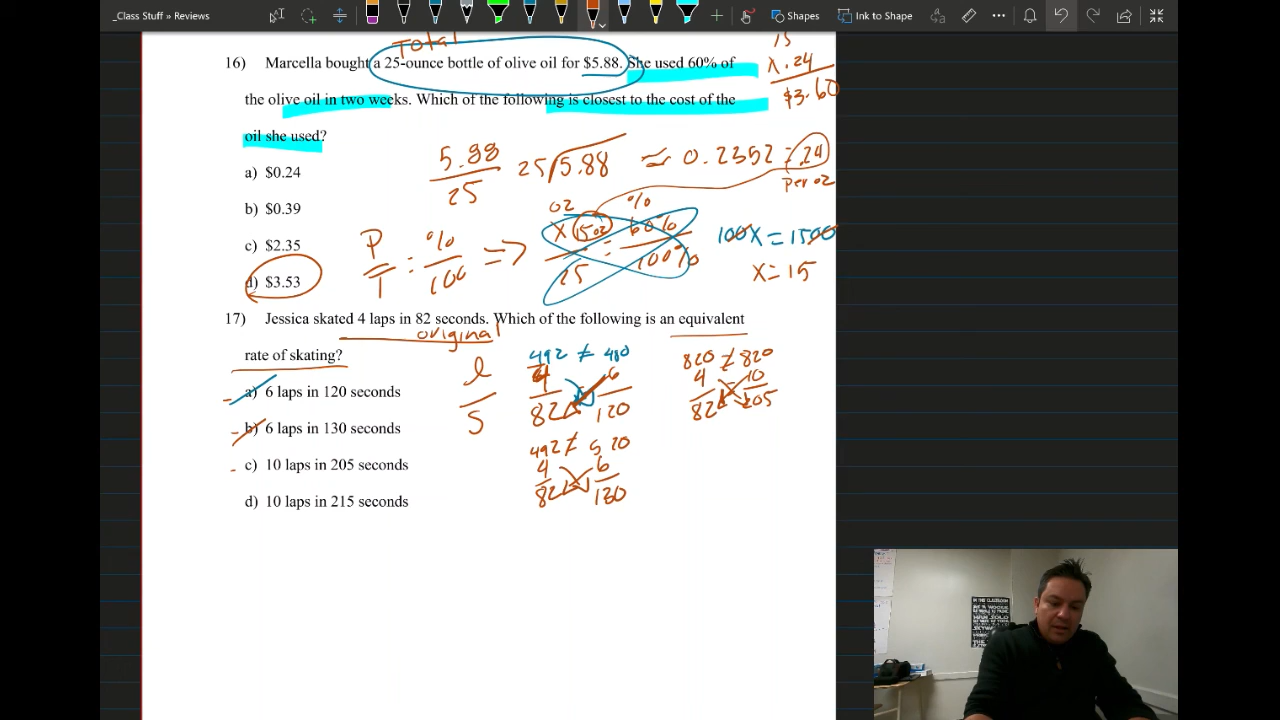 _Class Stuff » Reviews
Shapes
Ink to Shape
Total
15
x .24
$3.60
16) Marcella bought a 25-ounce bottle of olive oil for $5.88. She used 60% of
the olive oil in two weeks. Which of the following is closest to the cost of the
oil she used?
5.88
25
25 5.88 ≈ 0.2352 = .24
per oz
a) $0.24
b) $0.39
c) $2.35
d) $3.53
P/T = %/100 =>
oz %
x 15oz 60%
25 = 100%
100x = 1500
x = 15
17) Jessica skated 4 laps in 82 seconds. Which of the following is an equivalent
original
rate of skating?
a) 6 laps in 120 seconds
b) 6 laps in 130 seconds
c) 10 laps in 205 seconds
d) 10 laps in 215 seconds
l
s
492 ≠ 480
4 6
82 120
492 ≠ 520
4 6
82 130
820 ≠ 820
4 10
82 205
IN THE CLASSROOM